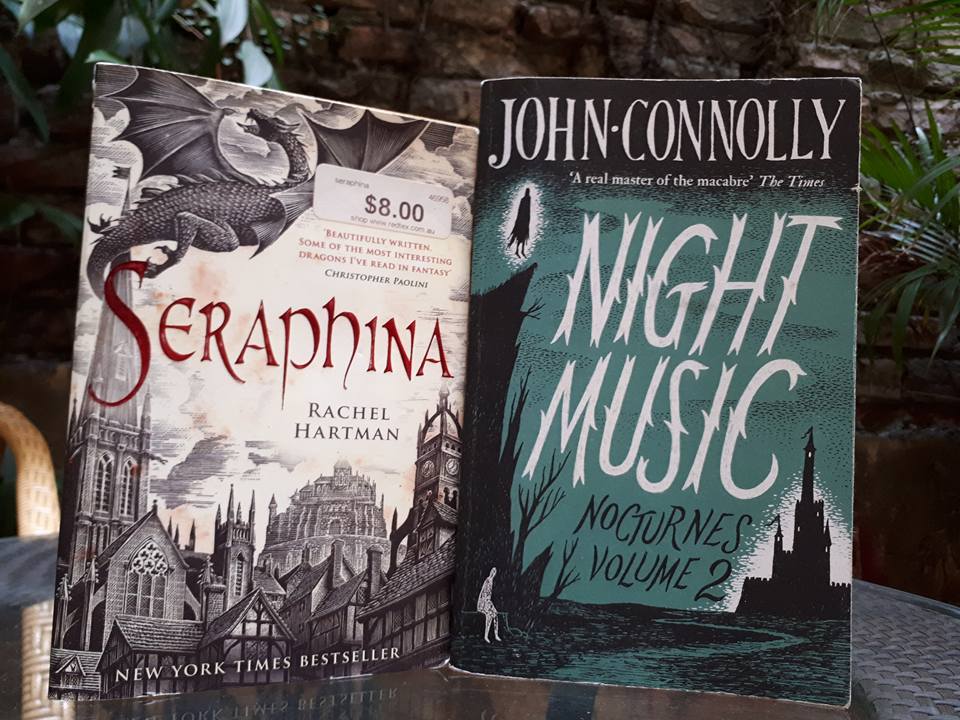 seraphina 46958
$8.00
shop www.redtex.com.au
'BEAUTIFULLY WRITTEN.
SOME OF THE MOST INTERESTING
DRAGONS I'VE READ IN FANTASY'
CHRISTOPHER PAOLINI
SERAPHINA
RACHEL
HARTMAN
NEW YORK TIMES BESTSELLER
JOHN·CONNOLLY
'A real master of the macabre' The Times
NIGHT
MUSIC
NOCTURNES
VOLUME 2